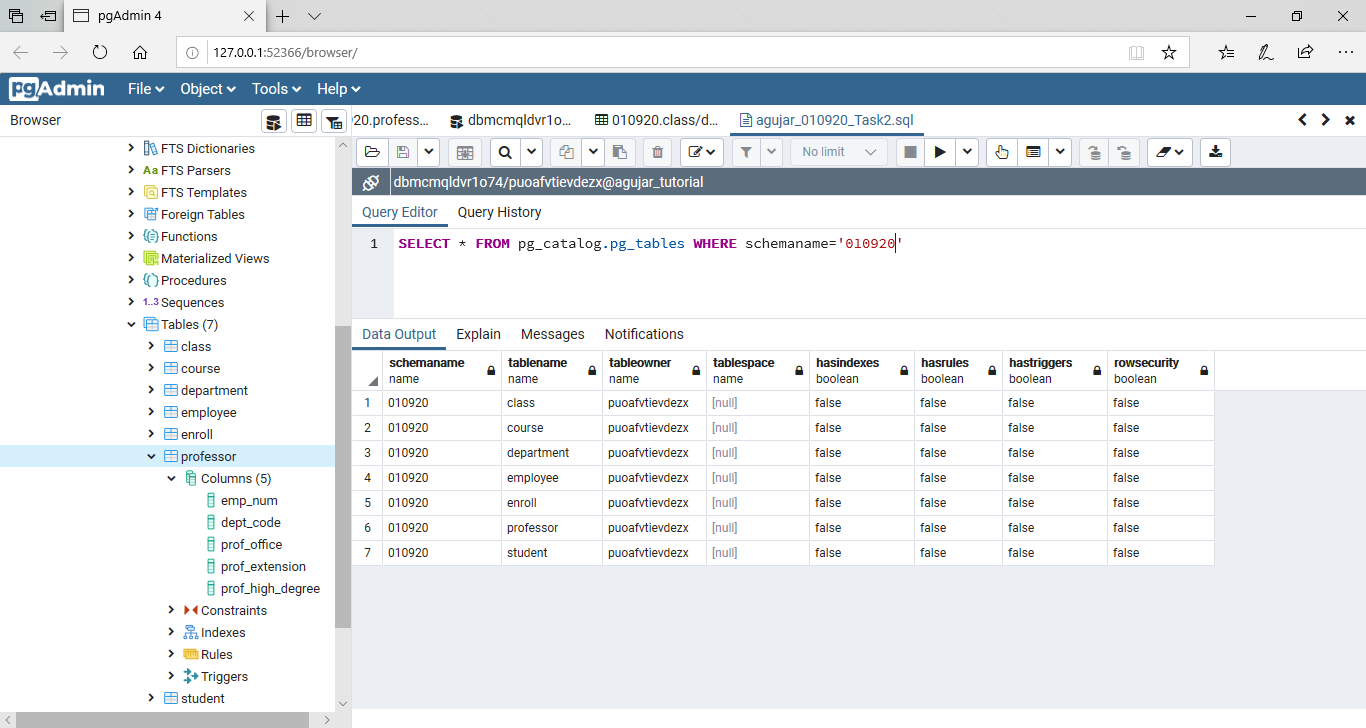 pgAdmin 4
127.0.0.1:52366/browser/
pgAdmin File Object Tools Help
Browser
20.profess... dbmcmqldvr1o... 010920.class/d... agujar_010920_Task2.sql
No limit
dbmcmqldvr1o74/puoafvtievdezx@agujar_tutorial
Query Editor Query History
1 SELECT * FROM pg_catalog.pg_tables WHERE schemaname='010920'
FTS Dictionaries
Aa FTS Parsers
FTS Templates
Foreign Tables
Functions
Materialized Views
Procedures
1..3 Sequences
Tables (7)
class
course
department
employee
enroll
professor
Columns (5)
emp_num
dept_code
prof_office
prof_extension
prof_high_degree
Constraints
Indexes
Rules
Triggers
student
Data Output Explain Messages Notifications
schemaname tablename tableowner tablespace hasindexes hasrules hastriggers rowsecurity
name name name name boolean boolean boolean boolean
1 010920 class puoafvtievdezx [null] false false false false
2 010920 course puoafvtievdezx [null] false false false false
3 010920 department puoafvtievdezx [null] false false false false
4 010920 employee puoafvtievdezx [null] false false false false
5 010920 enroll puoafvtievdezx [null] false false false false
6 010920 professor puoafvtievdezx [null] false false false false
7 010920 student puoafvtievdezx [null] false false false false